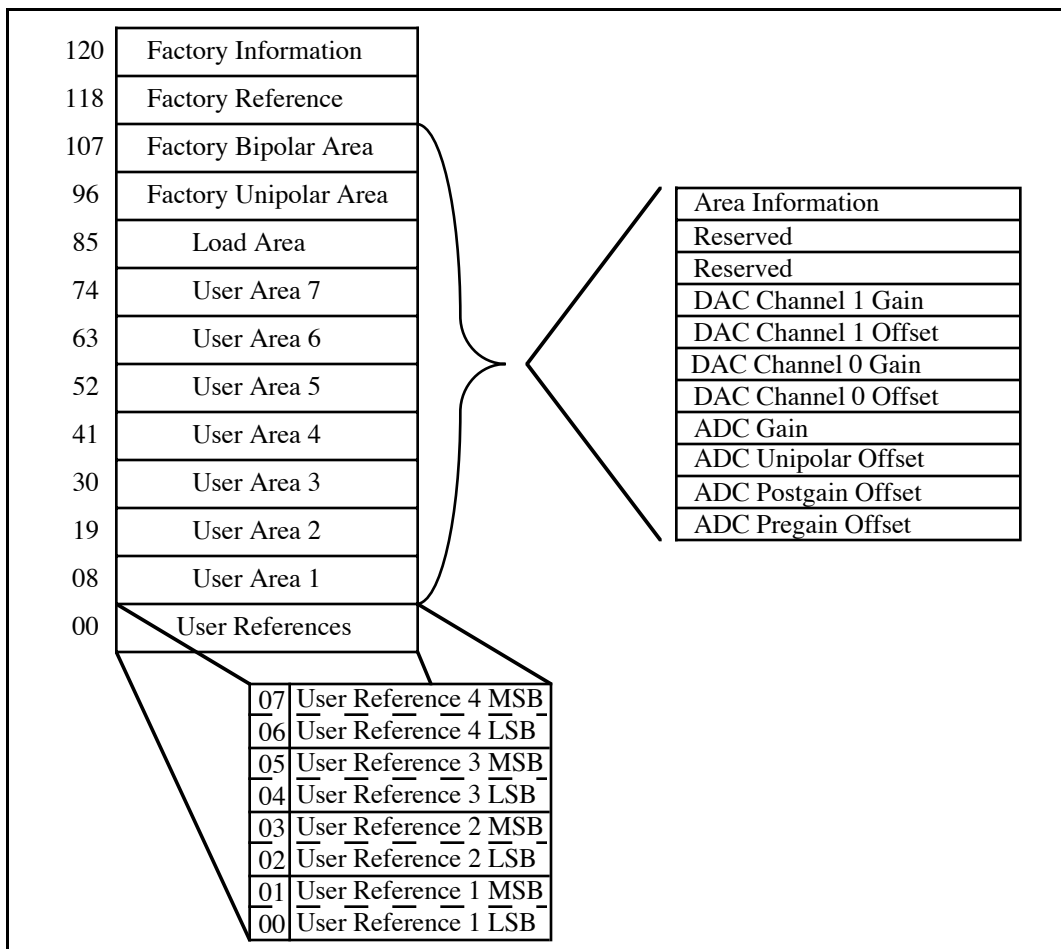 120 Factory Information
118 Factory Reference
107 Factory Bipolar Area
96 Factory Unipolar Area
85 Load Area
74 User Area 7
63 User Area 6
52 User Area 5
41 User Area 4
30 User Area 3
19 User Area 2
08 User Area 1
00 User References
Area Information
Reserved
Reserved
DAC Channel 1 Gain
DAC Channel 1 Offset
DAC Channel 0 Gain
DAC Channel 0 Offset
ADC Gain
ADC Unipolar Offset
ADC Postgain Offset
ADC Pregain Offset
07 User Reference 4 MSB
06 User Reference 4 LSB
05 User Reference 3 MSB
04 User Reference 3 LSB
03 User Reference 2 MSB
02 User Reference 2 LSB
01 User Reference 1 MSB
00 User Reference 1 LSB